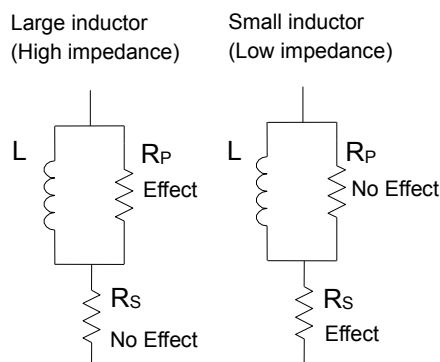 Large inductor
(High impedance)
L
RP
Effect
RS
No Effect
Small inductor
(Low impedance)
L
RP
No Effect
RS
Effect